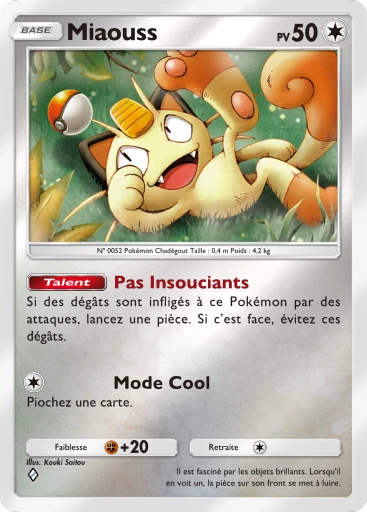 BASE Miaouss PV 50
N° 0052 Pokémon Chadégout Taille : 0,4 m Poids : 4,2 kg
Talent Pas Insouciants
Si des dégâts sont infligés à ce Pokémon par des
attaques, lancez une pièce. Si c'est face, évitez ces
dégâts.
Mode Cool
Piochez une carte.
Faiblesse +20 Retraite
Illus. Kouki Saitou
Il est fasciné par les objets brillants. Lorsqu'il
en voit un, la pièce sur son front se met à luire.